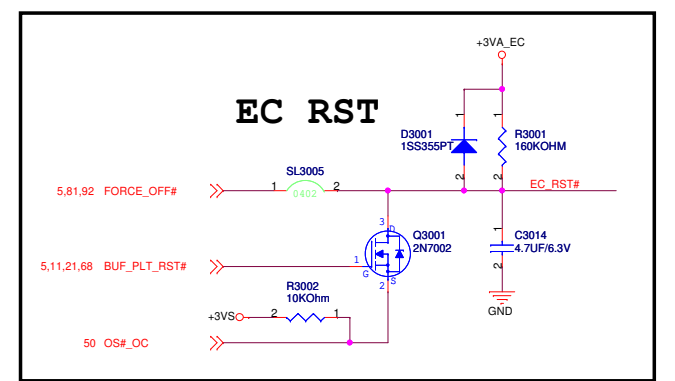 +3VA_EC
EC RST
1
1
D3001
1SS355PT
R3001
160KOHM
2
2
SL3005
5,81,92 FORCE_OFF#
1
0402
2
EC_RST#
3
D
Q3001
2N7002
1
C3014
4.7UF/6.3V
2
5,11,21,68 BUF_PLT_RST#
1
G
2
S
R3002
10KOhm
GND
+3VS
2
1
50 OS#_OC